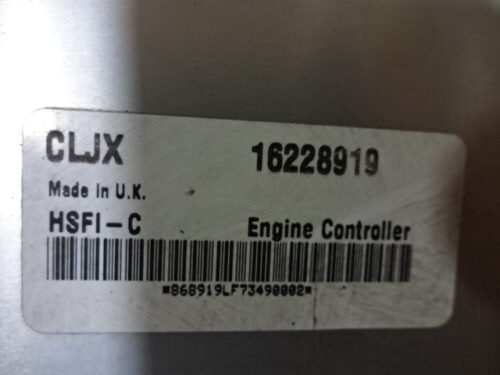 CLJX 16228919
Made in U.K.
HSFI-C Engine Controller
*868919LF73490002*